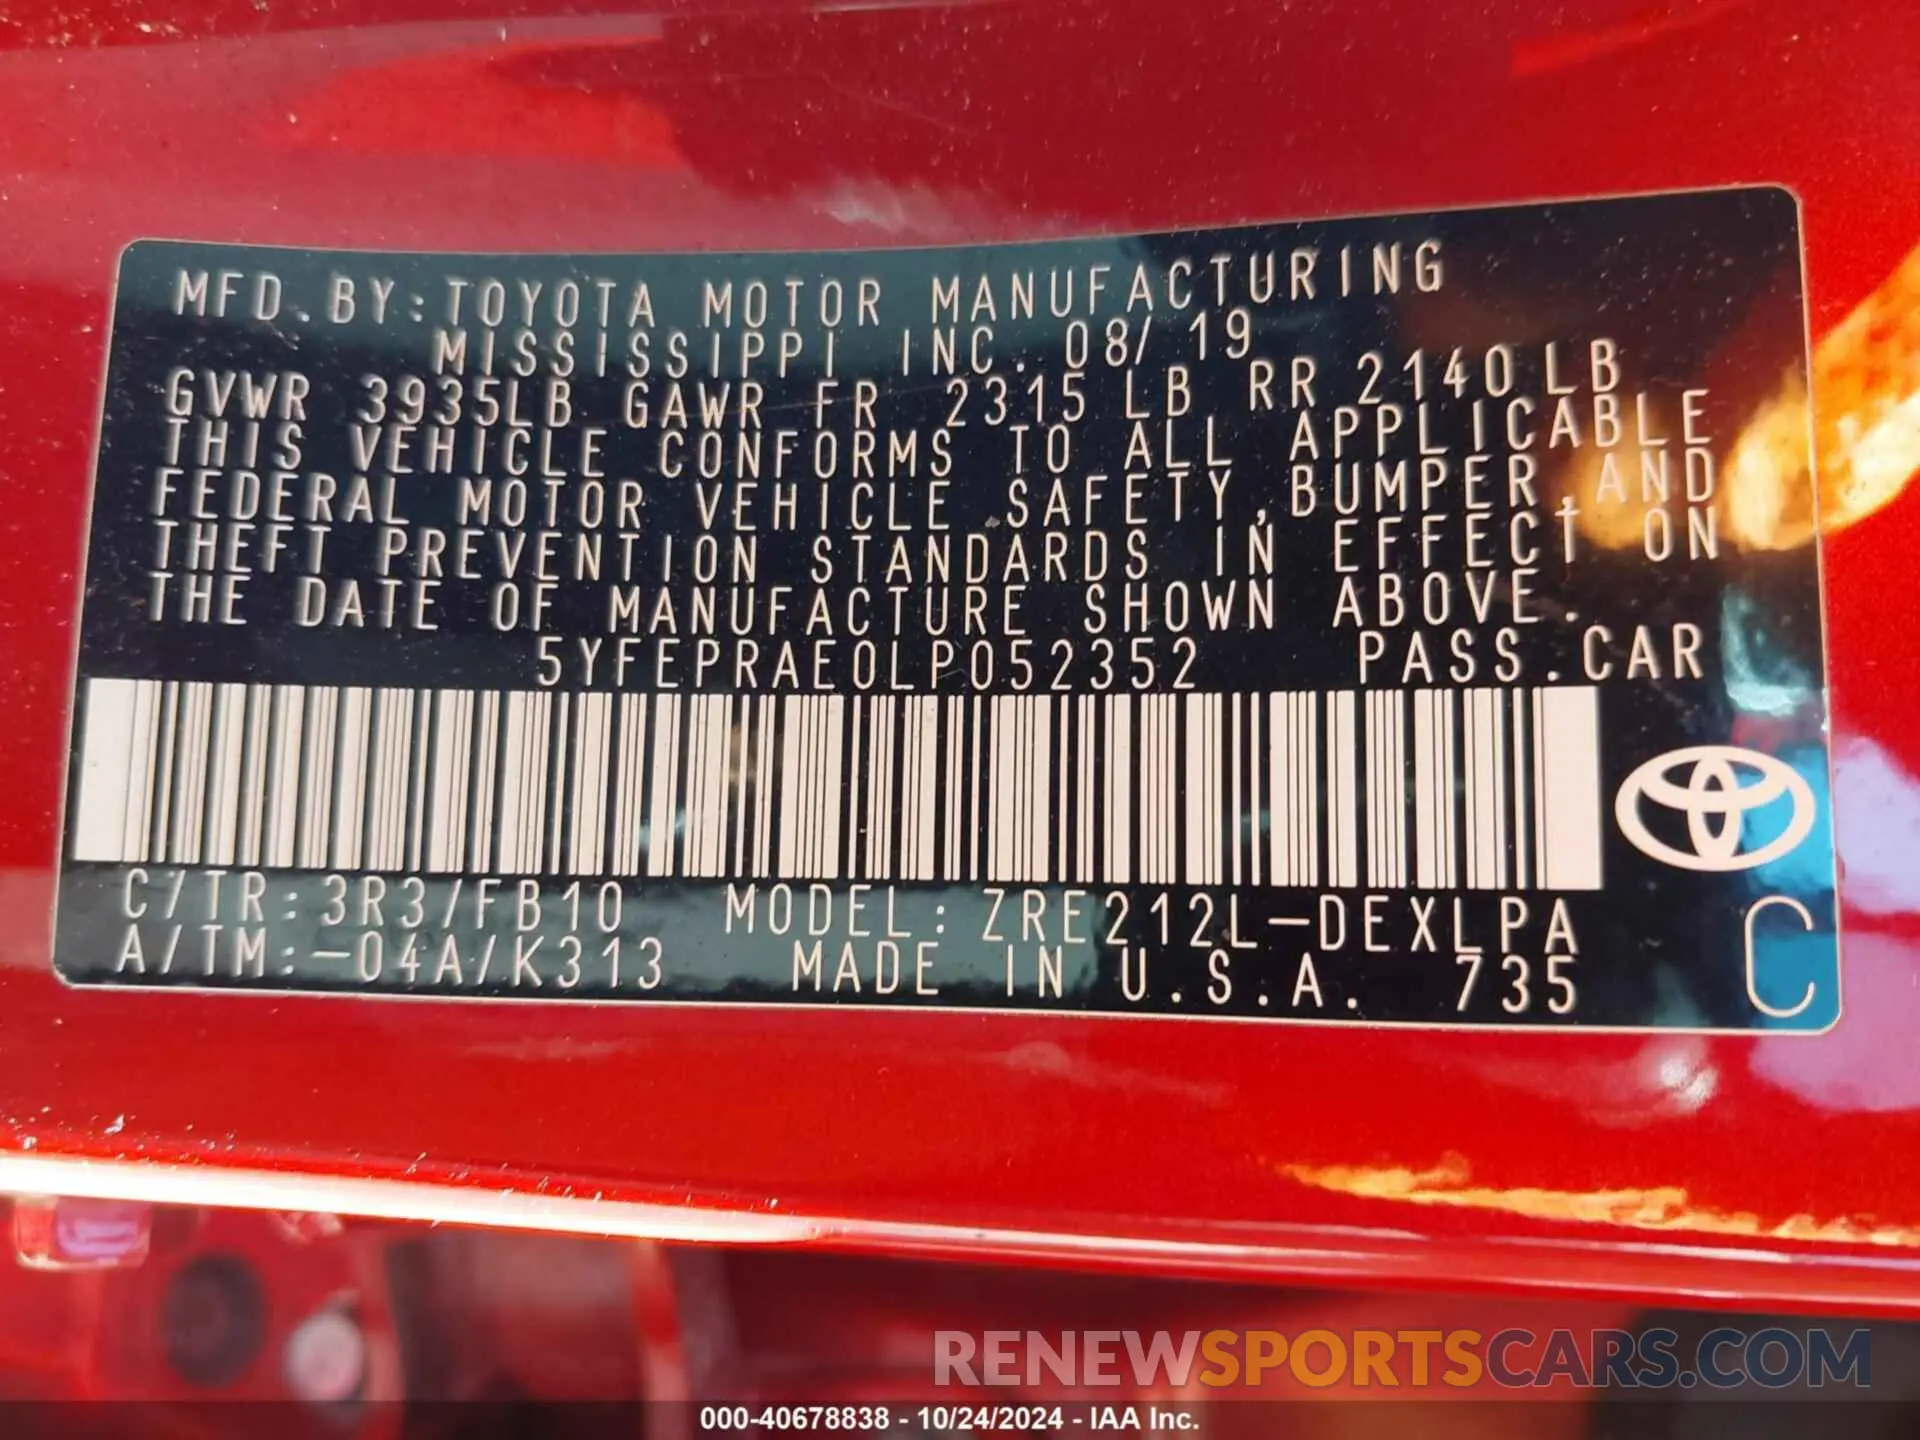 MFD. BY: TOYOTA MOTOR MANUFACTURING
MISSISSIPPI INC. 08/19
GVWR 3935LB GAWR FR 2315 LB RR 2140 LB
THIS VEHICLE CONFORMS TO ALL APPLICABLE
FEDERAL MOTOR VEHICLE SAFETY, BUMPER, AND
THEFT PREVENTION STANDARDS IN EFFECT ON
THE DATE OF MANUFACTURE SHOWN ABOVE.
5YFEPRAE0LP052352 PASS. CAR
C/TR: 3R3/FB10 MODEL: ZRE212L-DEXLPA
A/TM: -04A/K313 MADE IN U.S.A. 735
C
RENEWSPORTSCARS.COM
000-40678838 - 10/24/2024 - IAA Inc.